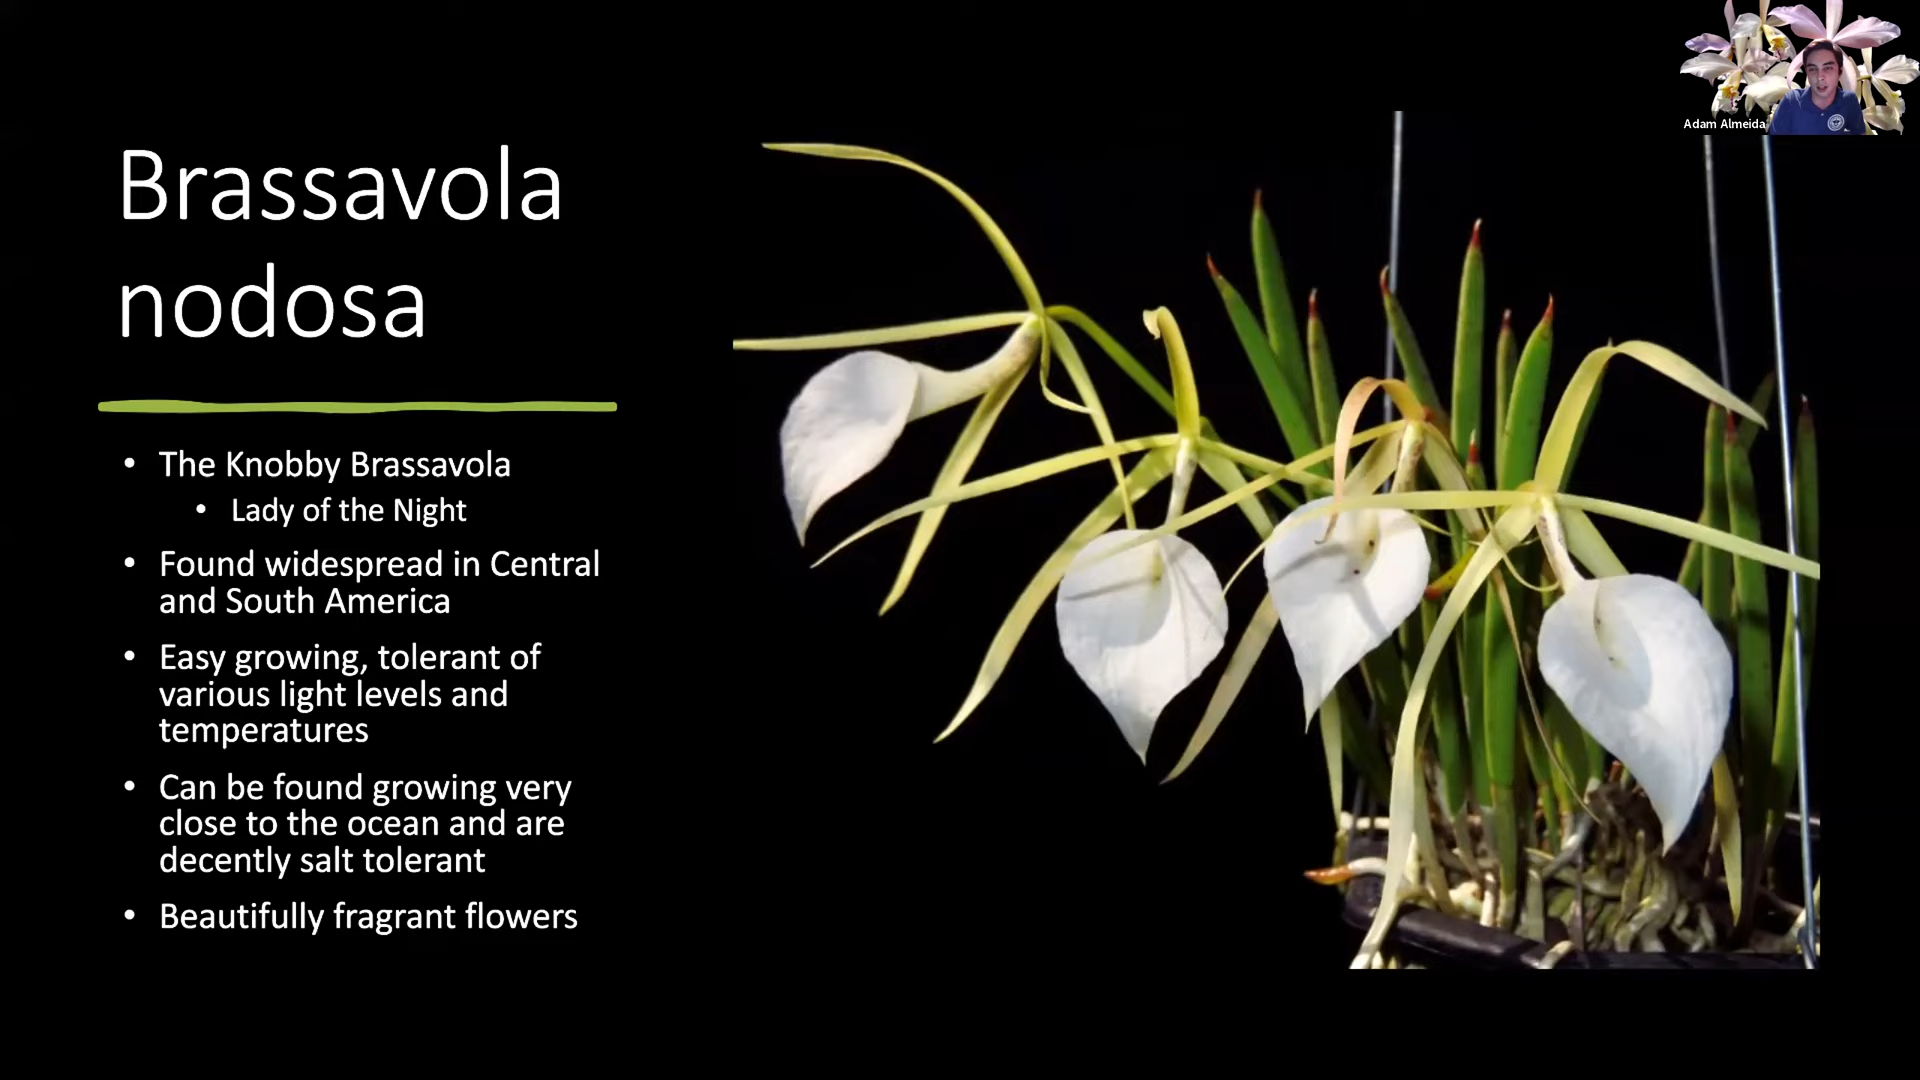 Brassavola
nodosa
• The Knobby Brassavola
• Lady of the Night
• Found widespread in Central
and South America
• Easy growing, tolerant of
various light levels and
temperatures
• Can be found growing very
close to the ocean and are
decently salt tolerant
• Beautifully fragrant flowers
Adam Almeida